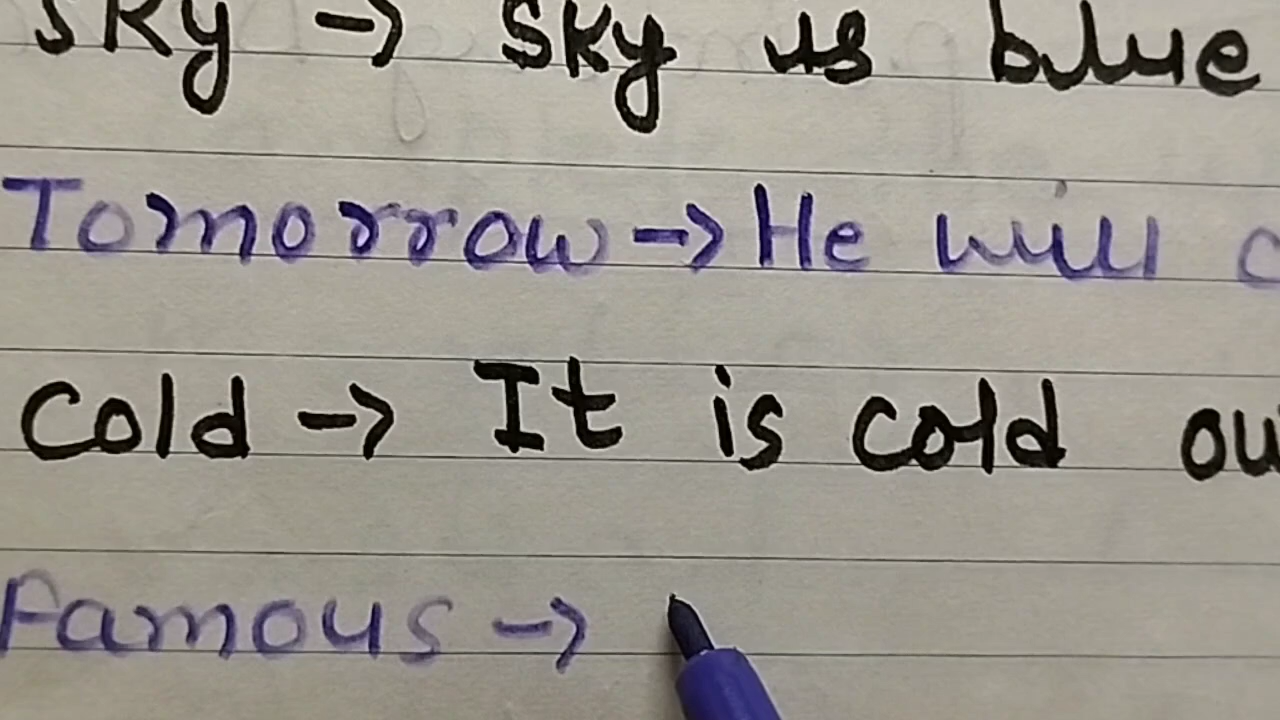 Sky → Sky is blue
Tomorrow → He will
Cold → It is cold
Famous →